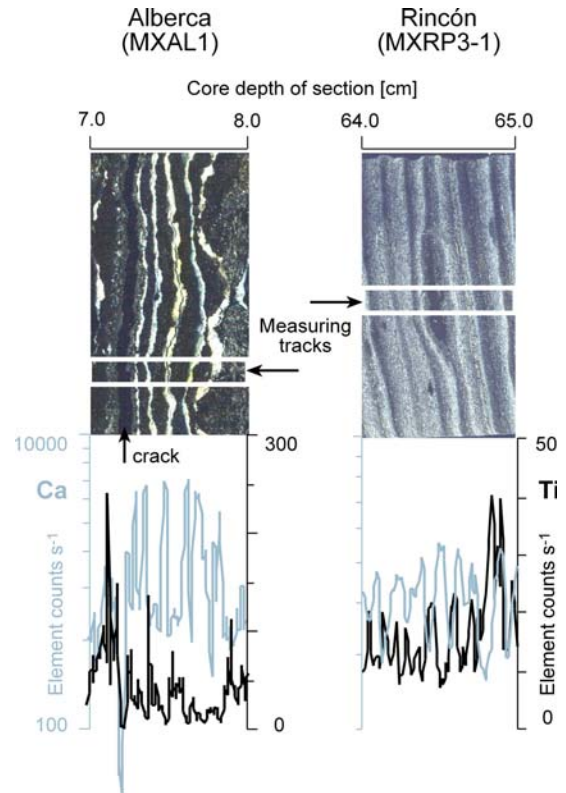 Alberca
(MXAL1)
Rincón
(MXRP3-1)
Core depth of section [cm]
7.0
8.0
64.0
65.0
Measuring
tracks
crack
10000
300
50
Ca
Ti
Element counts s-1
Element counts s-1
100
0
0